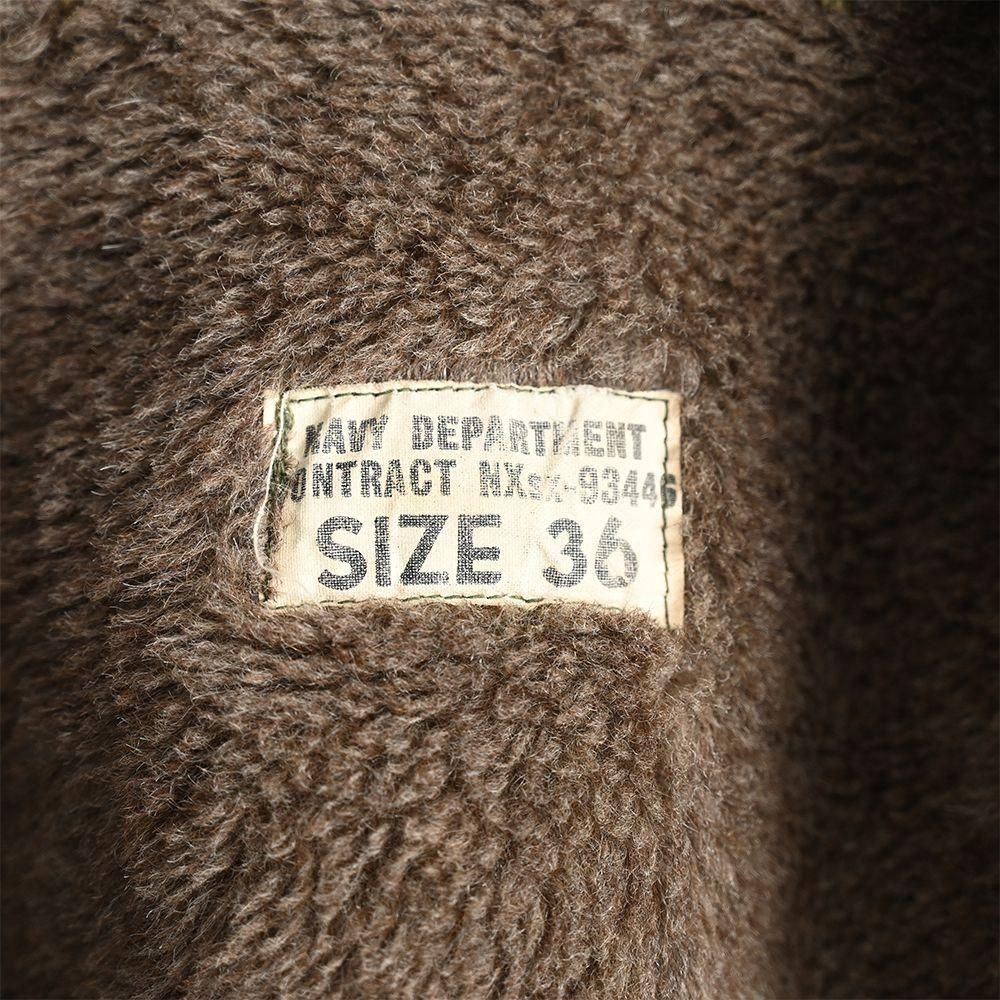 NAVY DEPARTMENT
CONTRACT NXsx-93446
SIZE 36